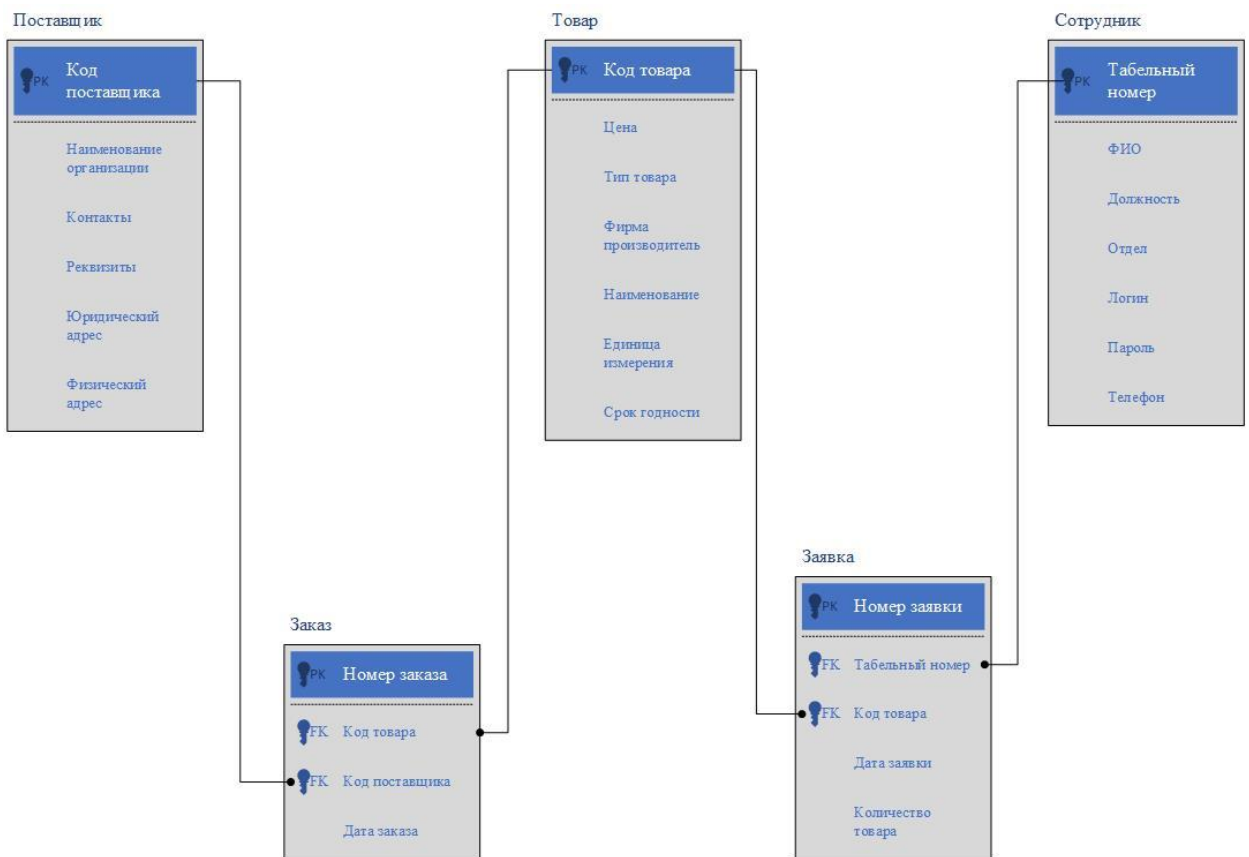 Поставщик
PK
Код
поставщика
Наименование
организации
Контакты
Реквизиты
Юридический
адрес
Физический
адрес
Товар
PK
Код товара
Цена
Тип товара
Фирма
производитель
Наименование
Единица
измерения
Срок годности
Сотрудник
PK
Табельный
номер
ФИО
Должность
Отдел
Логин
Пароль
Телефон
Заказ
PK Номер заказа
FK Код товара
FK Код поставщика
Дата заказа
Заявка
PK Номер заявки
FK Табельный номер
FK Код товара
Дата заявки
Количество
товара